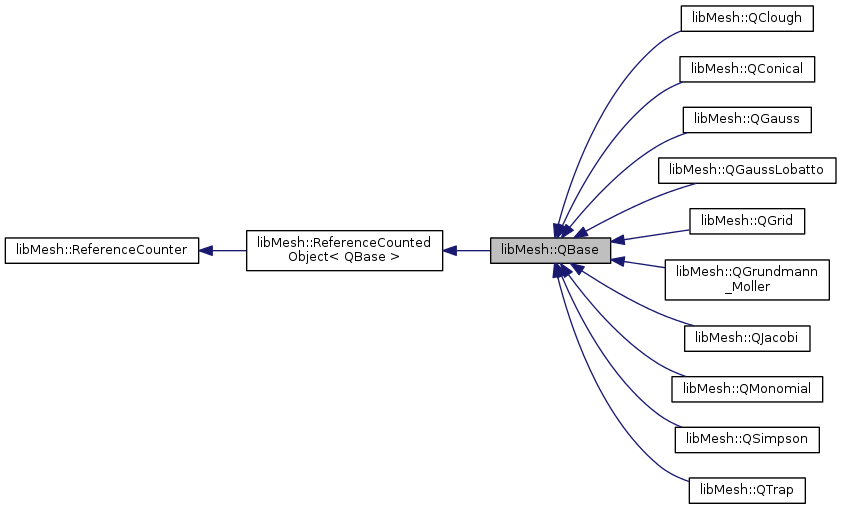 libMesh::QClough
libMesh::QConical
libMesh::QGauss
libMesh::QGaussLobatto
libMesh::QGrid
libMesh::ReferenceCounter
libMesh::ReferenceCounted
Object< QBase >
libMesh::QBase
libMesh::QGrundmann
_Moller
libMesh::QJacobi
libMesh::QMonomial
libMesh::QSimpson
libMesh::QTrap